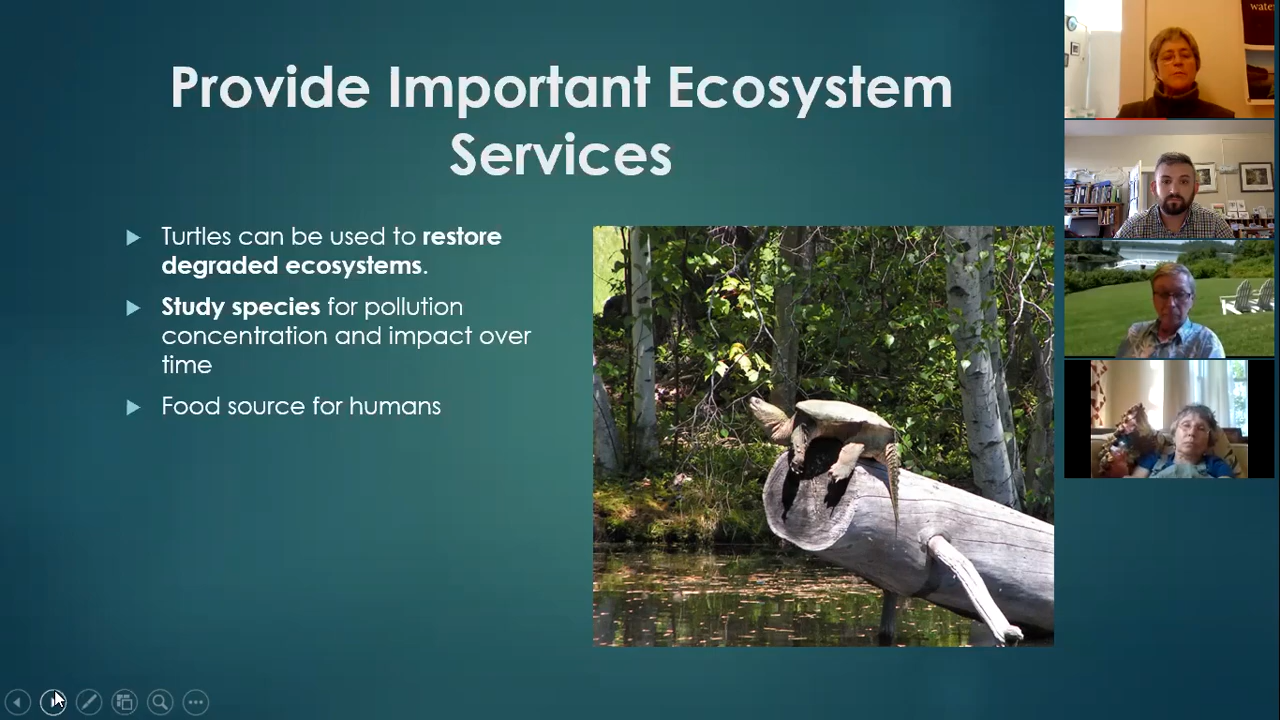 Provide Important Ecosystem
Services
Turtles can be used to restore
degraded ecosystems.
Study species for pollution
concentration and impact over
time
Food source for humans